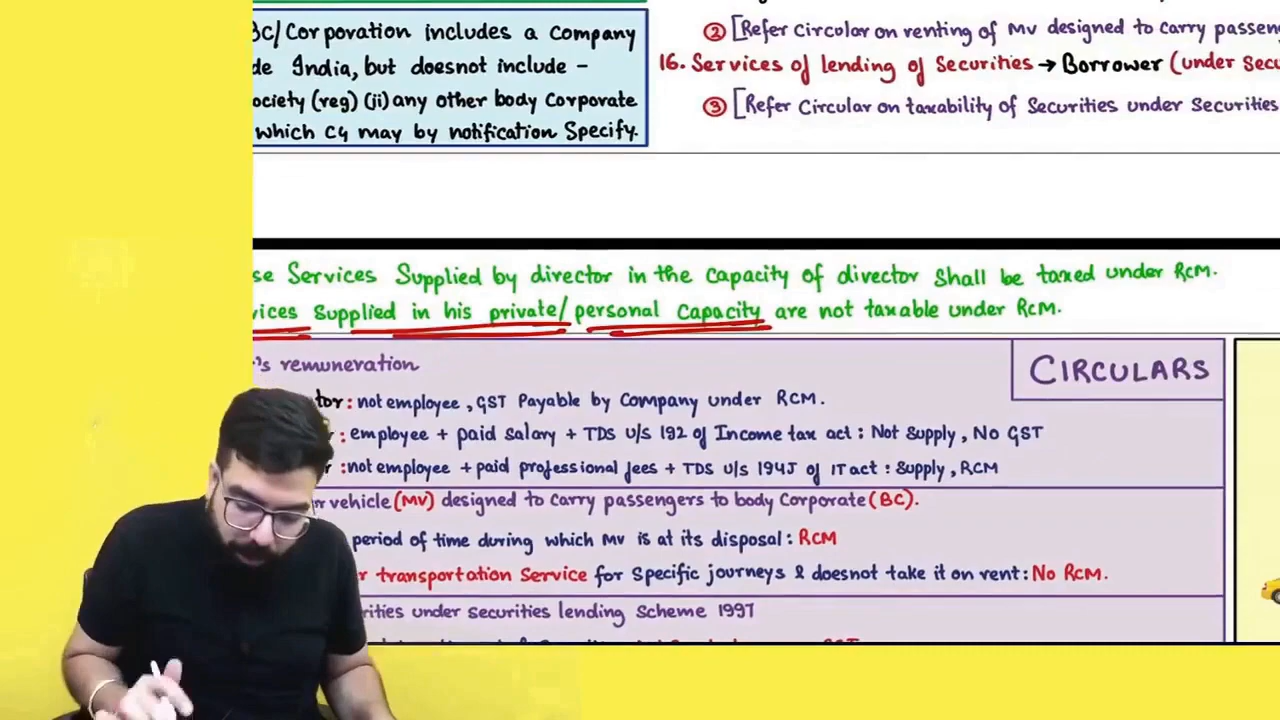 BC/Corporation includes a Company
de India, but doesnot include -
ociety (reg) (ii) any other body Corporate
which CG may by notification Specify.
② [Refer Circular on renting of MV designed to carry passen
16. Services of lending of Securities → Borrower (under Secu
③ [Refer Circular on taxability of Securities under Securities
se Services Supplied by director in the capacity of director Shall be taxed under RCM.
vices Supplied in his private/personal Capacity are not taxable under RCM.
's remuneration
CIRCULARS
tor: not employee, GST Payable by Company under RCM.
: employee + paid salary + TDS u/s 192 of Income tax act : Not Supply, No GST
: not employee + paid professional fees + TDS u/s 194J of IT act : Supply, RCM
r vehicle (MV) designed to carry passengers to body Corporate (BC).
period of time during which MV is at its disposal : RCM
r transportation Service for Specific journeys & doesnot take it on rent : No RCM.
rities under securities lending Scheme 1997